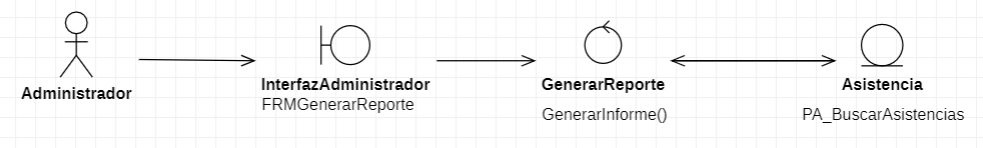 Administrador
InterfazAdministrador
FRMGenerarReporte
GenerarReporte
GenerarInforme()
Asistencia
PA_BuscarAsistencias